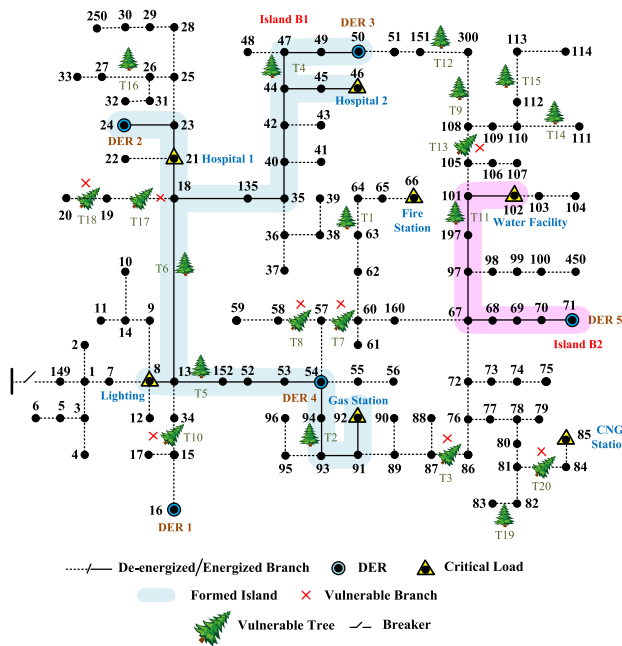 250 30 29 28
Island B1
DER 3
48 47 49 50 51 151 T12 300 113 114
33 27 T16 26 25
T4
T15
44 45 46
Hospital 2
T9
112
32 31
24 23
DER 2
42 43
108 109 110 T14 111
T13
22 21 Hospital 1
40 41
105 106 107
20 T18 19 T17 18 135 35 39
64 65 66
T1
Fire
Station
101 102 103 104
T11 Water Facility
36 38 63
197
10
T6
37
62
97 98 99 100 450
11 14 9
59 58 57 60 160
T8 T7
67 68 69 70 71 DER 5
Island B2
2
61
149 1 7 8 13 152 52 53 54 55 56
Lighting T5
DER 4 Gas Station
72 73 74 75
6 5 3 12 34
96 94 92 90 88 76 77 78 79
T10
T2
80 85 CNG
Statio
4 17 15
95 93 91 89 87 T3 86
81 T20 84
16
DER 1
83 82
T19
De-energized/Energized Branch DER Critical Load
Formed Island Vulnerable Branch
Vulnerable Tree Breaker